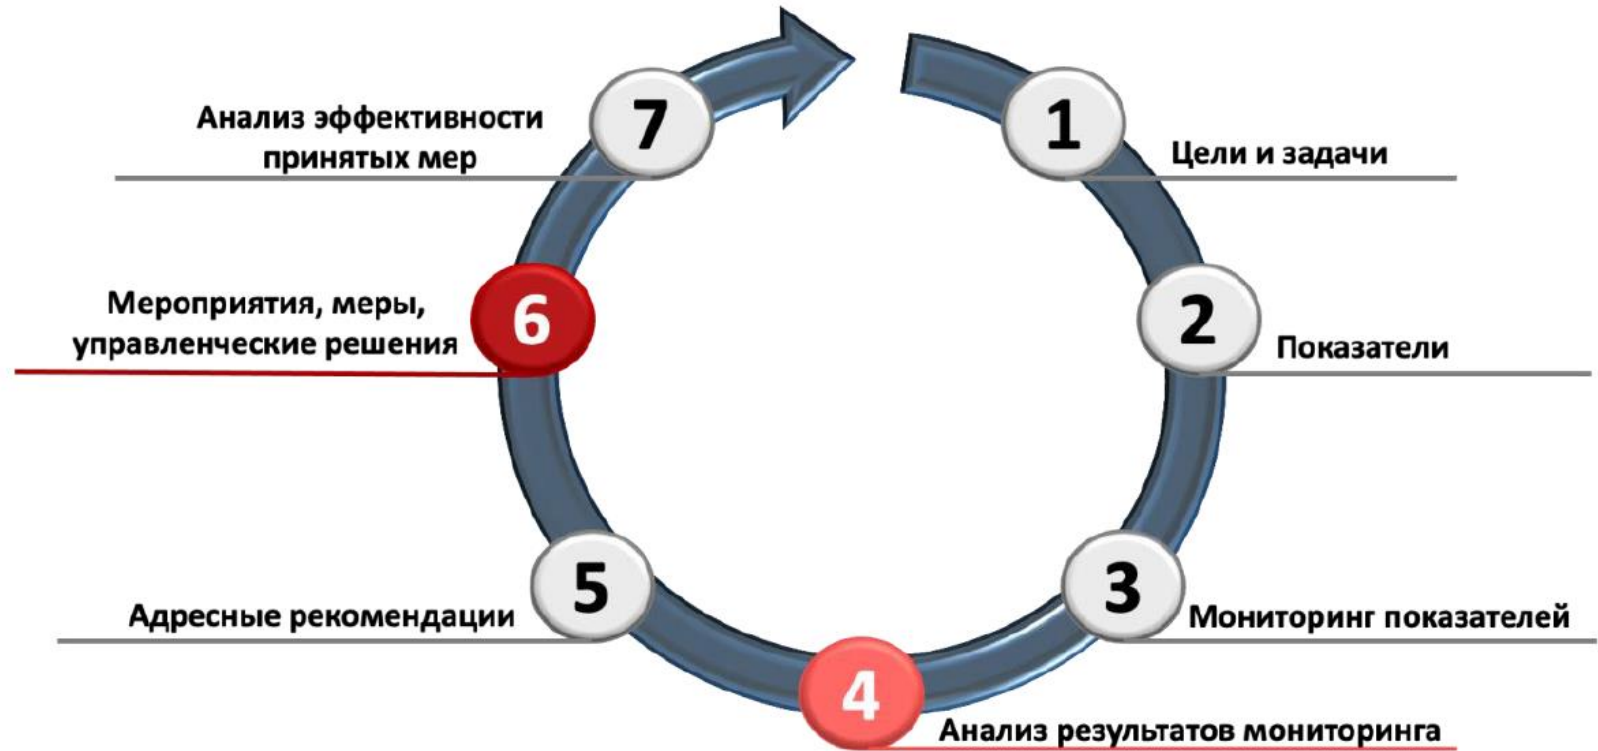 1
Цели и задачи
2
Показатели
3
Мониторинг показателей
4
Анализ результатов мониторинга
5
Адресные рекомендации
6
Мероприятия, меры,
управленческие решения
7
Анализ эффективности
принятых мер